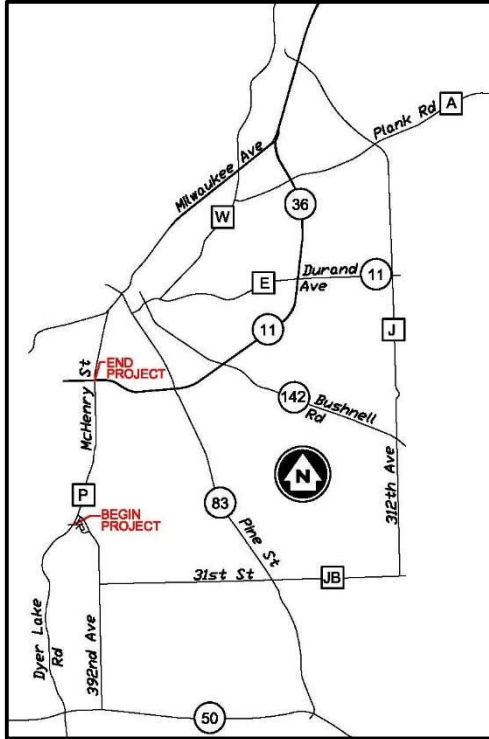 A
Plank Rd
Milwaukee Ave
W
36
E
Durand
Ave
11
11
J
END
PROJECT
McHenry St
142
Bushnell
Rd
N
312th Ave
P
83
BEGIN
PROJECT
Pine St
31st St
JB
Dyer Lake
Rd
392nd Ave
50